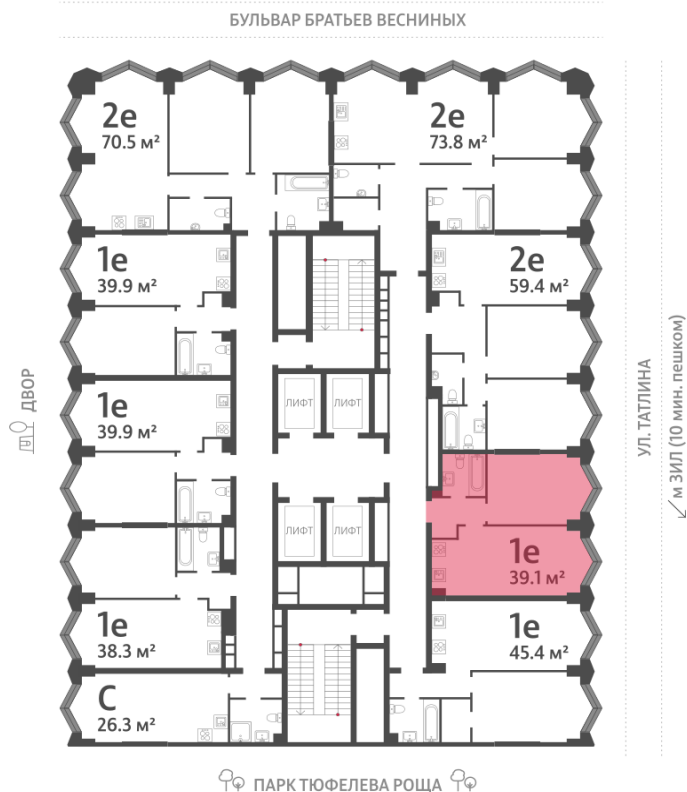 БУЛЬВАР БРАТЬЕВ ВЕСНИНЫХ
2е
70.5 м²
2е
73.8 м²
1е
39.9 м²
2е
59.4 м²
ДВОР
1е
39.9 м²
ЛИФТ
ЛИФТ
УЛ. ТАТЛИНА
м ЗИЛ (10 мин. пешком)
ЛИФТ
ЛИФТ
1е
39.1 м²
1е
38.3 м²
1е
45.4 м²
С
26.3 м²
ПАРК ТЮФЕЛЕВА РОЩА